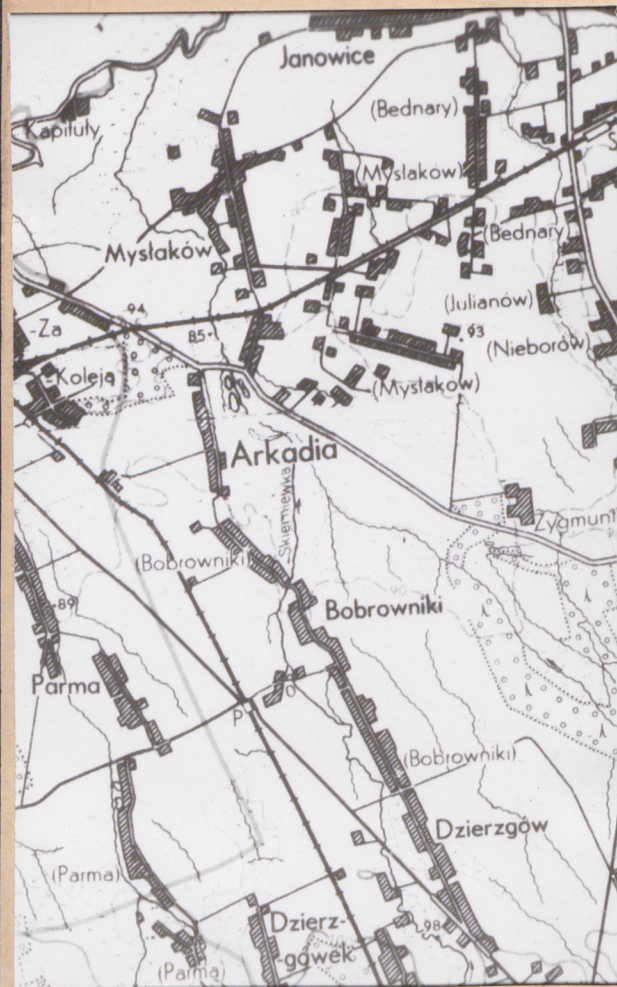 Janowice
(Bednary)
Kapituły
(Mysłaków)
Mysłaków
(Bednary)
(Julianów)
94
85
93
-Za
(Nieborów)
-Koleją
(Mysłaków)
Arkadia
Skierniewka
Zygmunt
(Bobrowniki)
Bobrowniki
89
Parma
P
(Bobrowniki)
Dzierzgów
(Parma)
Dzierz-
-gówek
98
(Parma)